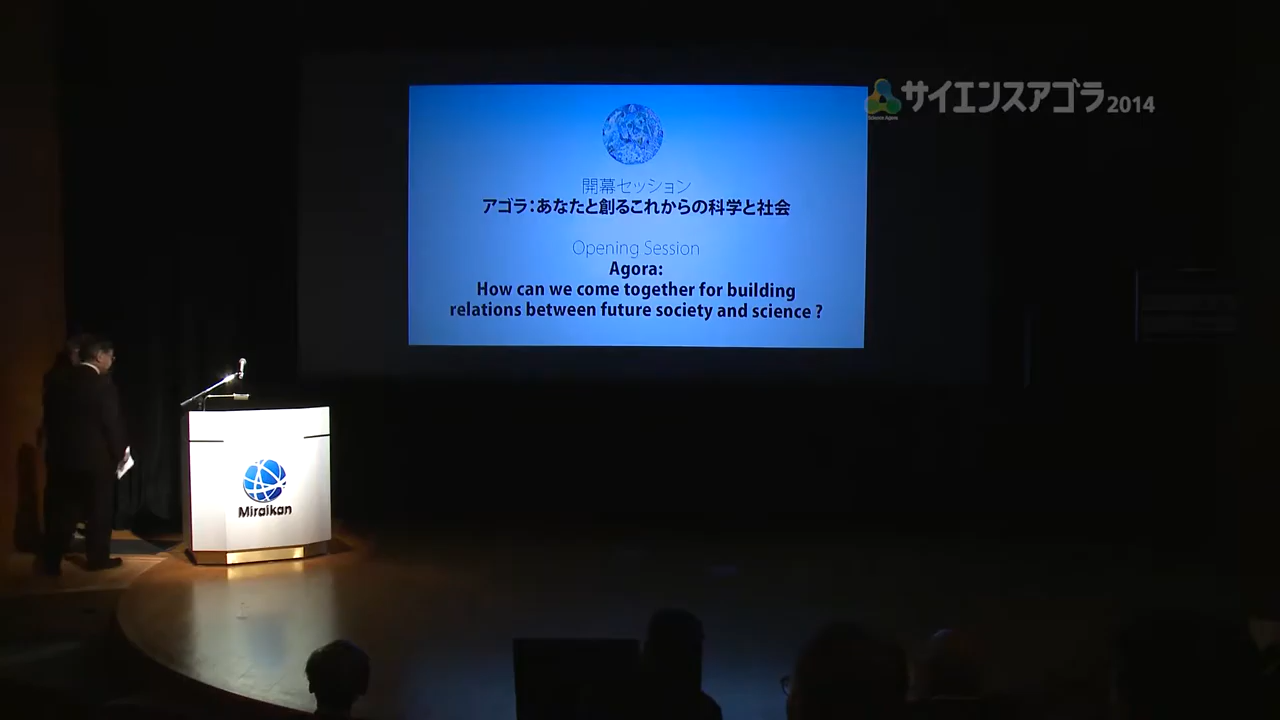 サイエンスアゴラ2014
Science Agora
開幕セッション
アゴラ：あなたと創るこれからの科学と社会
Opening Session
Agora:
How can we come together for building
relations between future society and science ?
Miraikan